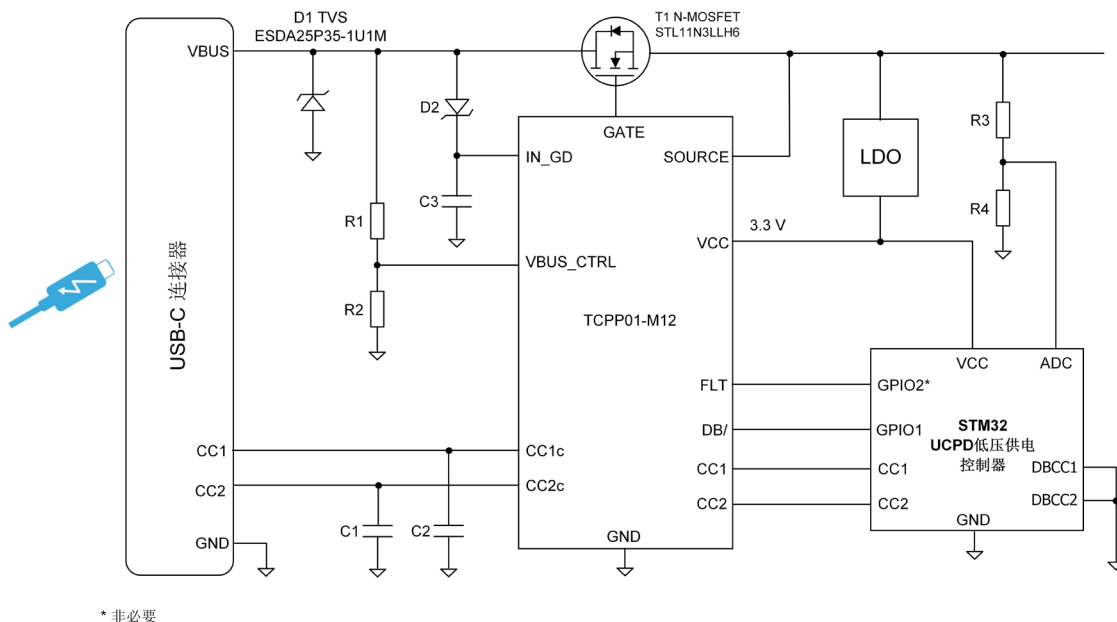 D1 TVS
ESDA25P35-1U1M
T1 N-MOSFET
STL11N3LLH6
VBUS
D2
GATE
IN_GD
SOURCE
LDO
R3
C3
R1
R4
VCC
3.3 V
VBUS_CTRL
R2
TCPP01-M12
USB-C 连接器
VCC
ADC
FLT
GPIO2*
DB/
GPIO1
STM32
UCPD低压供电
控制器
CC1
CC1c
CC1
CC1
DBCC1
CC2
CC2c
CC2
CC2
DBCC2
C1
C2
GND
GND
GND
* 非必要